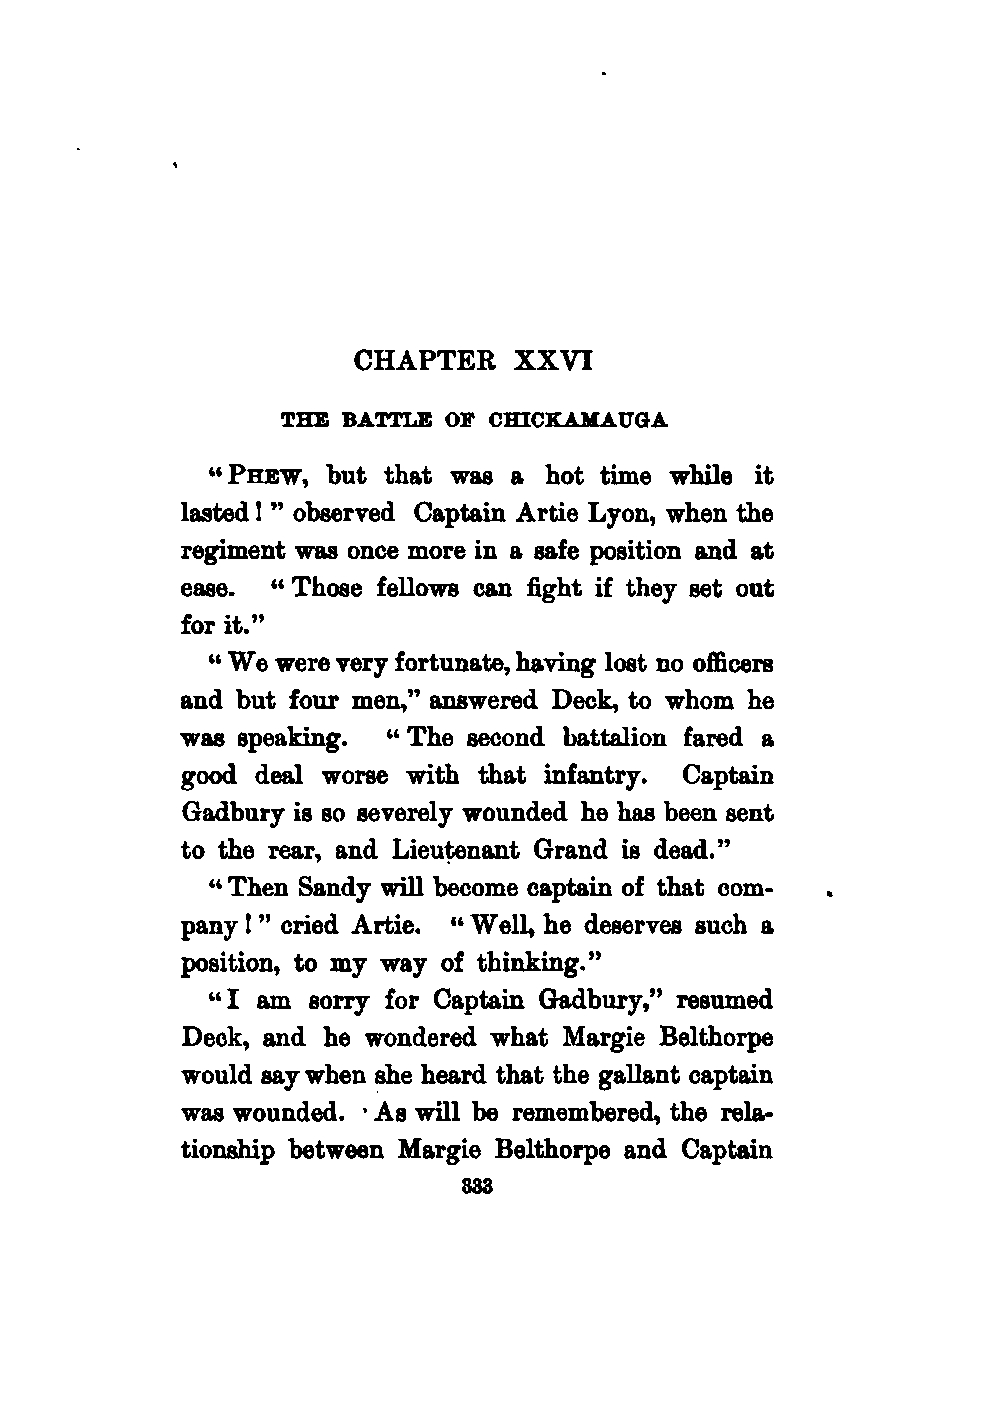 CHAPTER XXVI
THE BATTLE OF CHICKAMAUGA
“PHEW, but that was a hot time while it
lasted!” observed Captain Artie Lyon, when the
regiment was once more in a safe position and at
ease. “Those fellows can fight if they set out
for it.”
“We were very fortunate, having lost no officers
and but four men,” answered Deck, to whom he
was speaking. “The second battalion fared a
good deal worse with that infantry. Captain
Gadbury is so severely wounded he has been sent
to the rear, and Lieutenant Grand is dead.”
“Then Sandy will become captain of that com-
pany!” cried Artie. “Well, he deserves such a
position, to my way of thinking.”
“I am sorry for Captain Gadbury,” resumed
Deck, and he wondered what Margie Belthorpe
would say when she heard that the gallant captain
was wounded. As will be remembered, the rela-
tionship between Margie Belthorpe and Captain
333